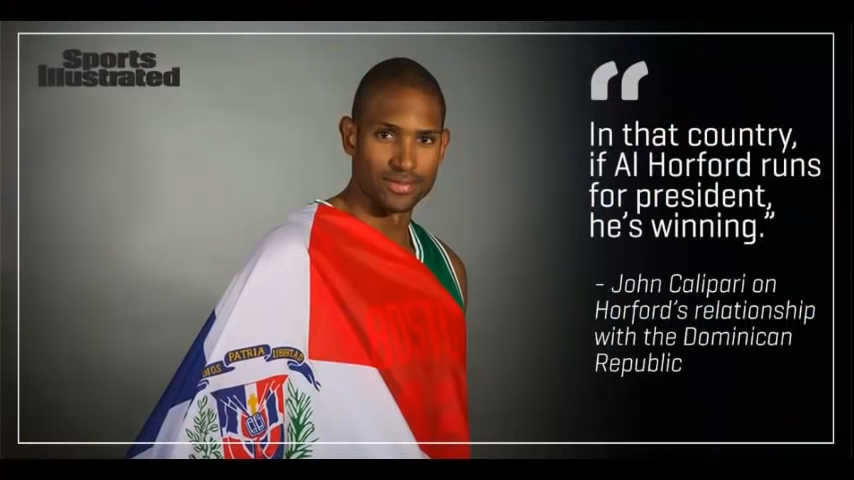 Sports
Illustrated
“
In that country,
if Al Horford runs
for president,
he's winning.”
– John Calipari on
Horford's relationship
with the Dominican
Republic
BOSTON
DIOS PATRIA LIBERTAD